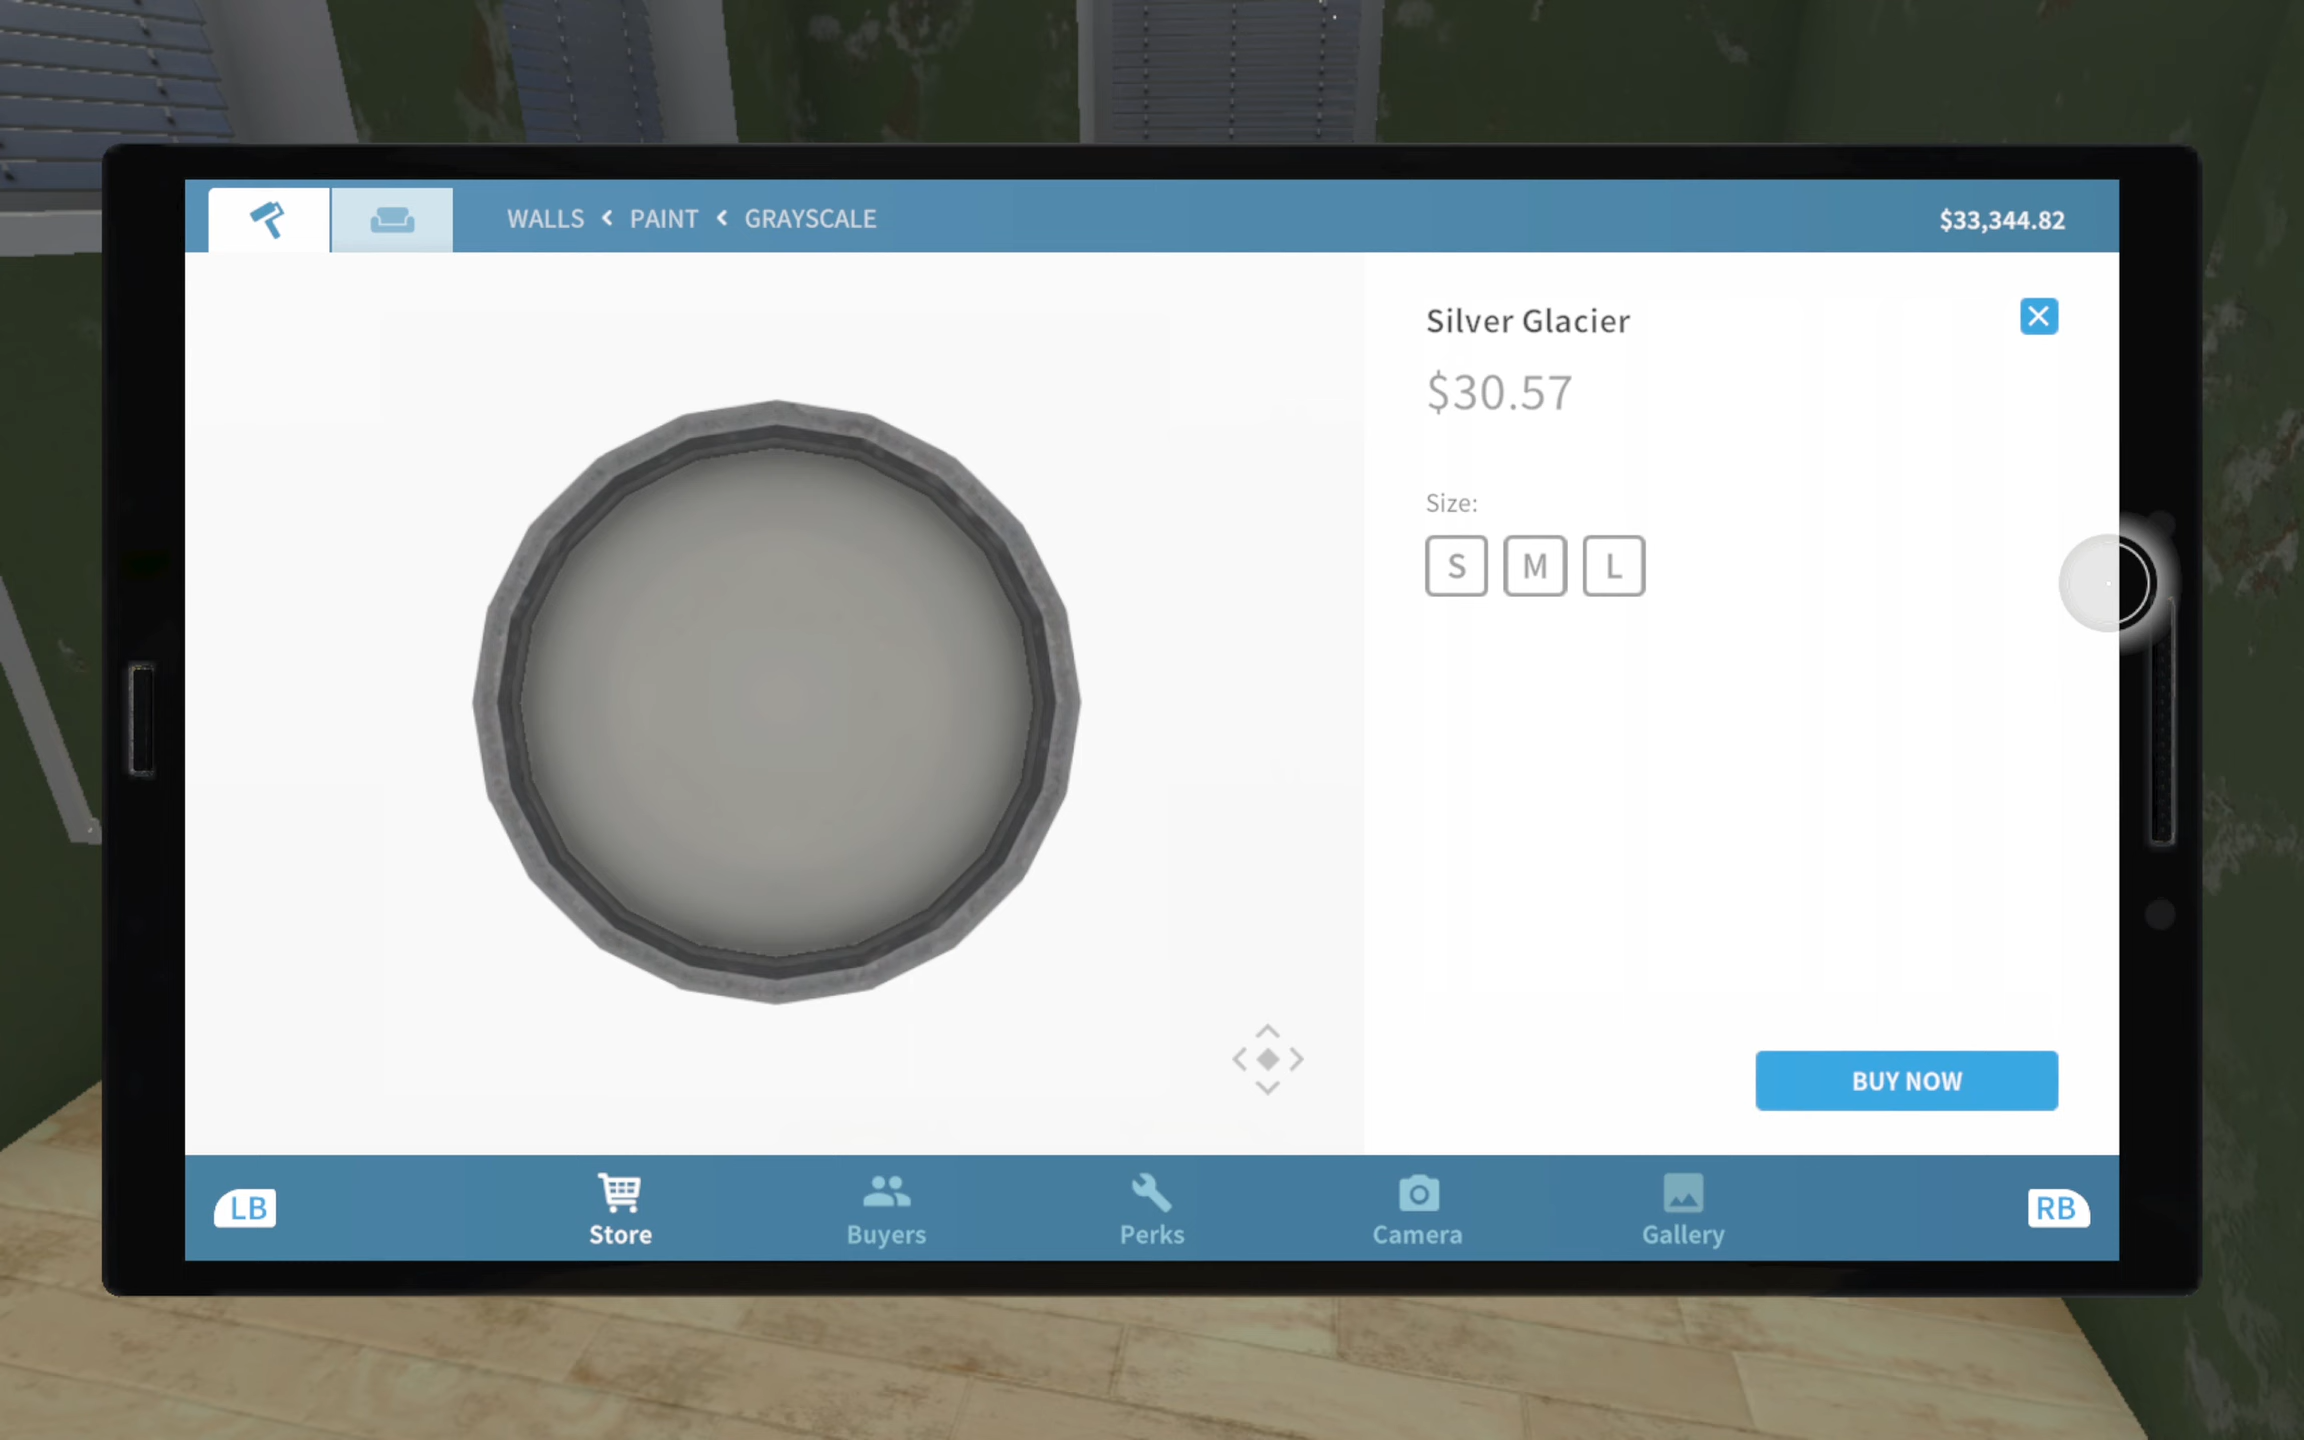 WALLS < PAINT < GRAYSCALE
$33,344.82
Silver Glacier
$30.57
Size:
S M L
BUY NOW
LB
Store
Buyers
Perks
Camera
Gallery
RB